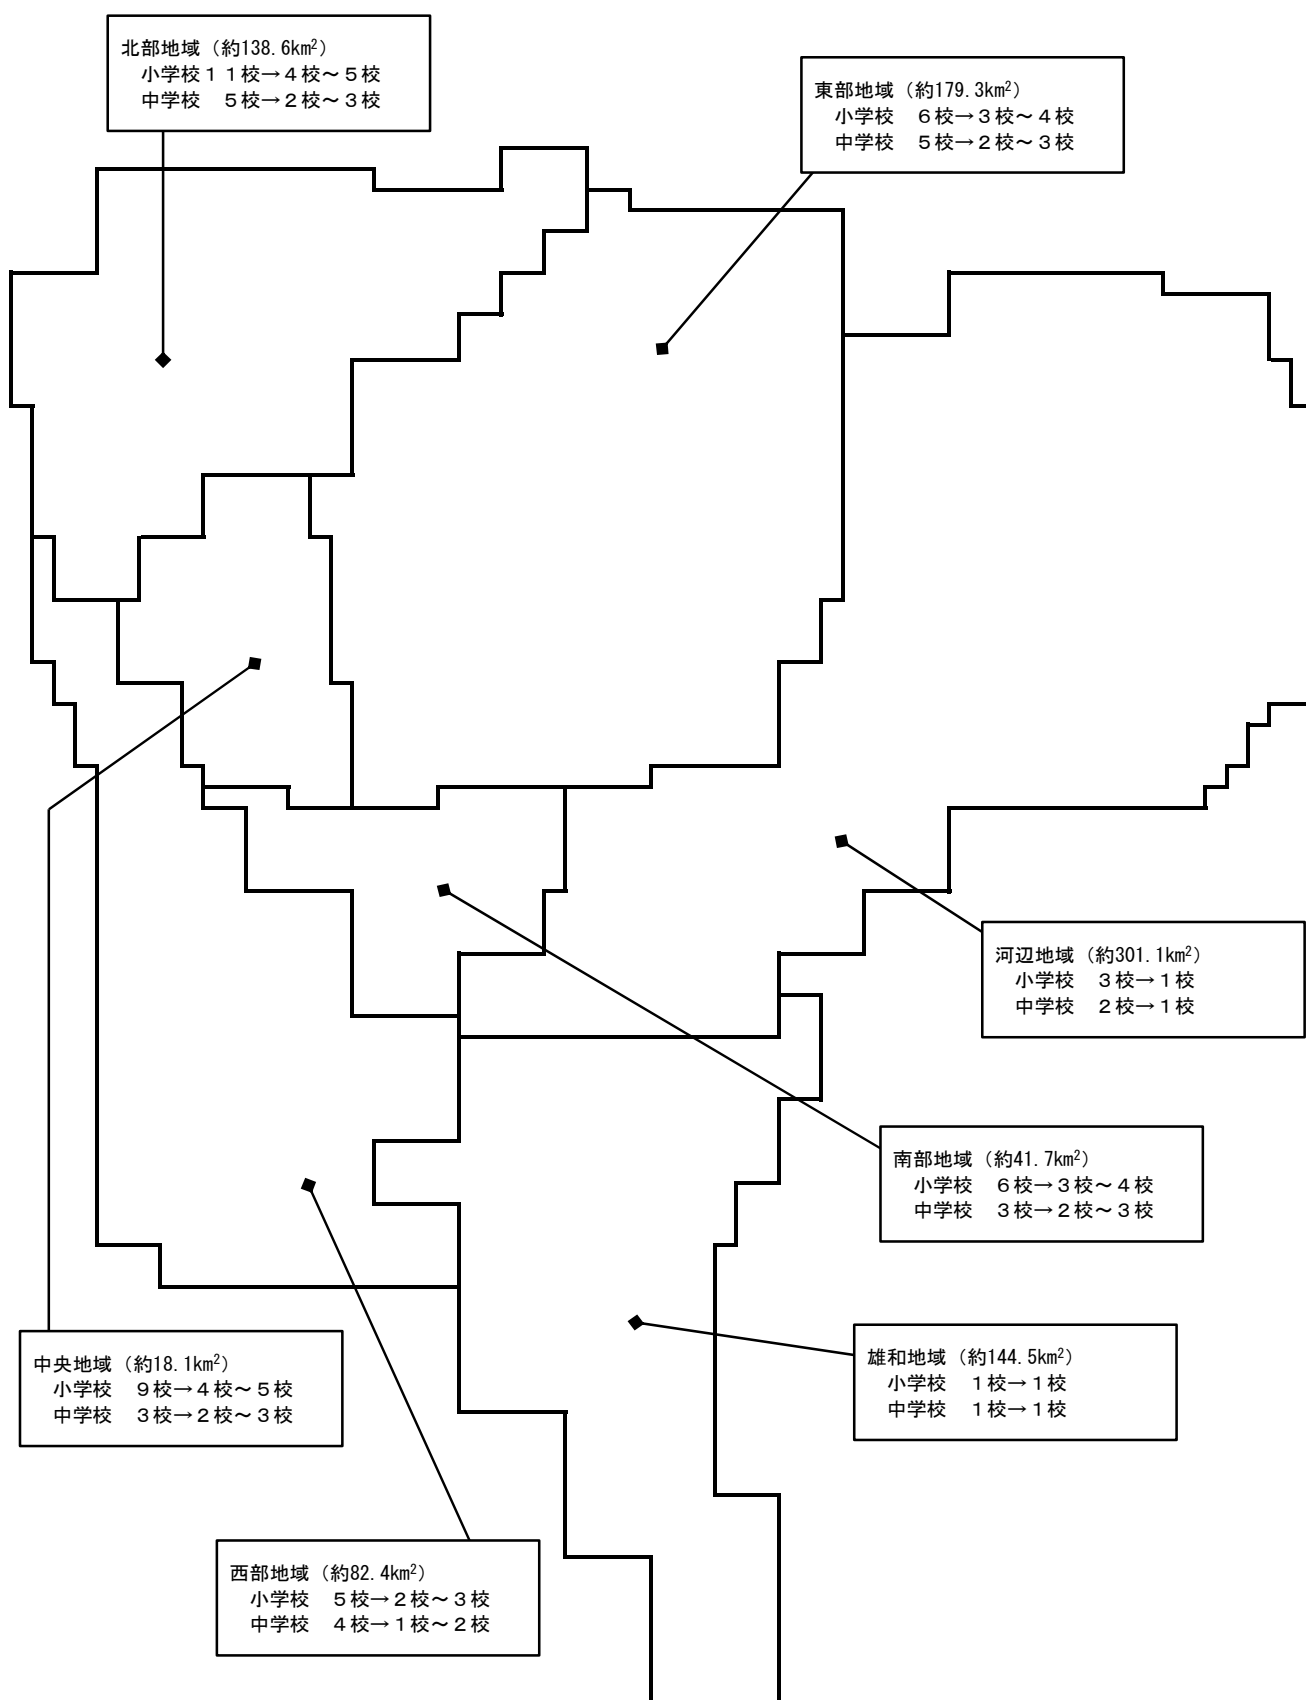 北部地域（約138.6km²）
小学校１１校→４校～５校
中学校　５校→２校～３校
東部地域（約179.3km²）
小学校　６校→３校～４校
中学校　５校→２校～３校
河辺地域（約301.1km²）
小学校　３校→１校
中学校　２校→１校
南部地域（約41.7km²）
小学校　６校→３校～４校
中学校　３校→２校～３校
中央地域（約18.1km²）
小学校　９校→４校～５校
中学校　３校→２校～３校
雄和地域（約144.5km²）
小学校　１校→１校
中学校　１校→１校
西部地域（約82.4km²）
小学校　５校→２校～３校
中学校　４校→１校～２校